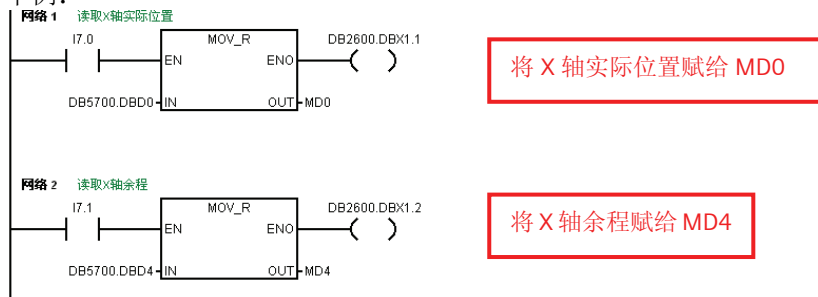 网络 1 读取X轴实际位置
I7.0 MOV_R DB2600.DBX1.1
EN ENO
DB5700.DBD0 IN OUT MD0
将 X 轴实际位置赋给 MD0
网络 2 读取X轴余程
I7.1 MOV_R DB2600.DBX1.2
EN ENO
DB5700.DBD4 IN OUT MD4
将 X 轴余程赋给 MD4